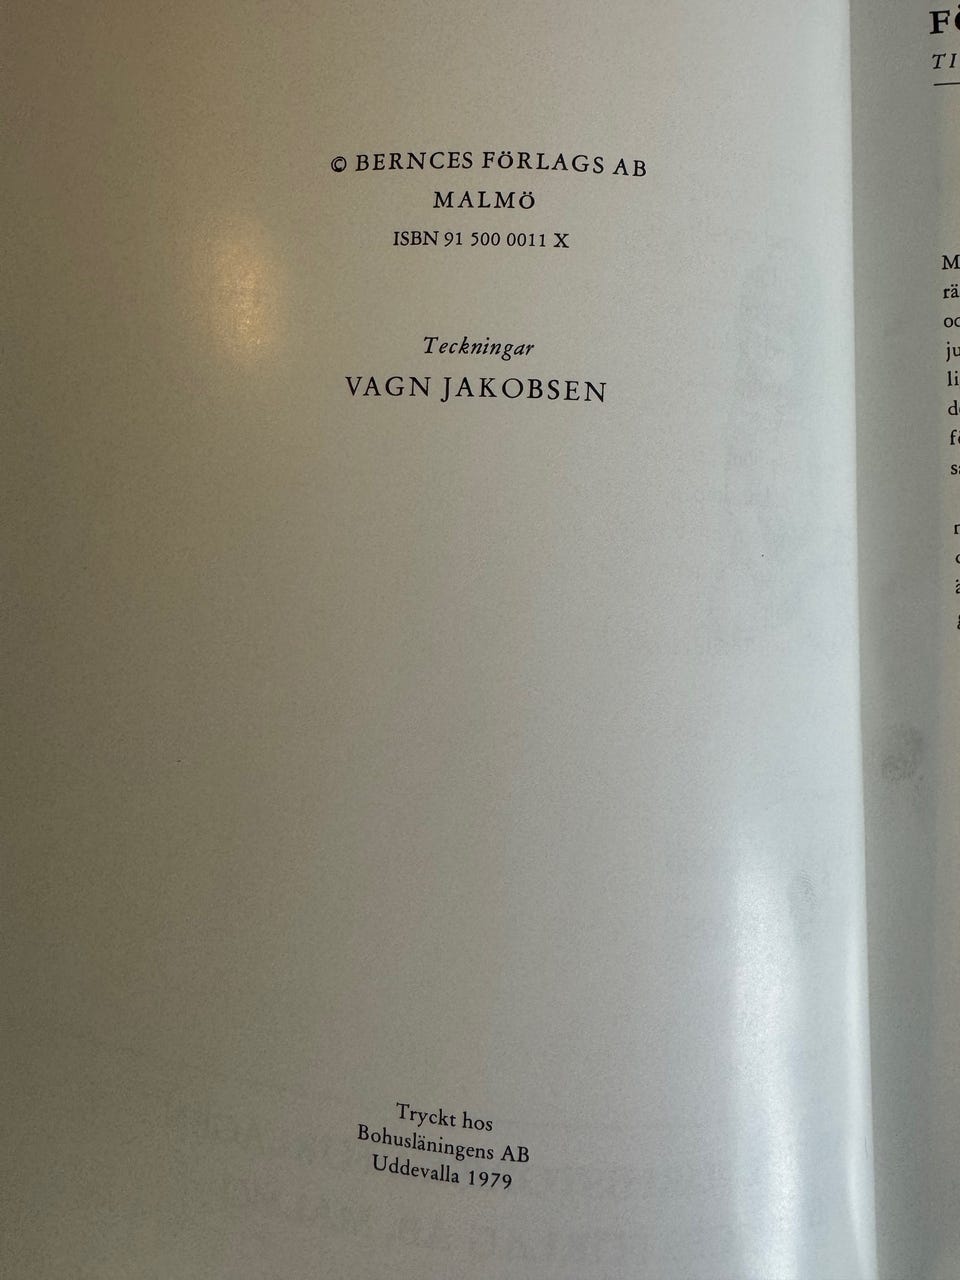 © BERNCES FÖRLAGS AB
MALMÖ
ISBN 91 500 0011 X
Teckningar
VAGN JAKOBSEN
Tryckt hos
Bohusläningens AB
Uddevalla 1979